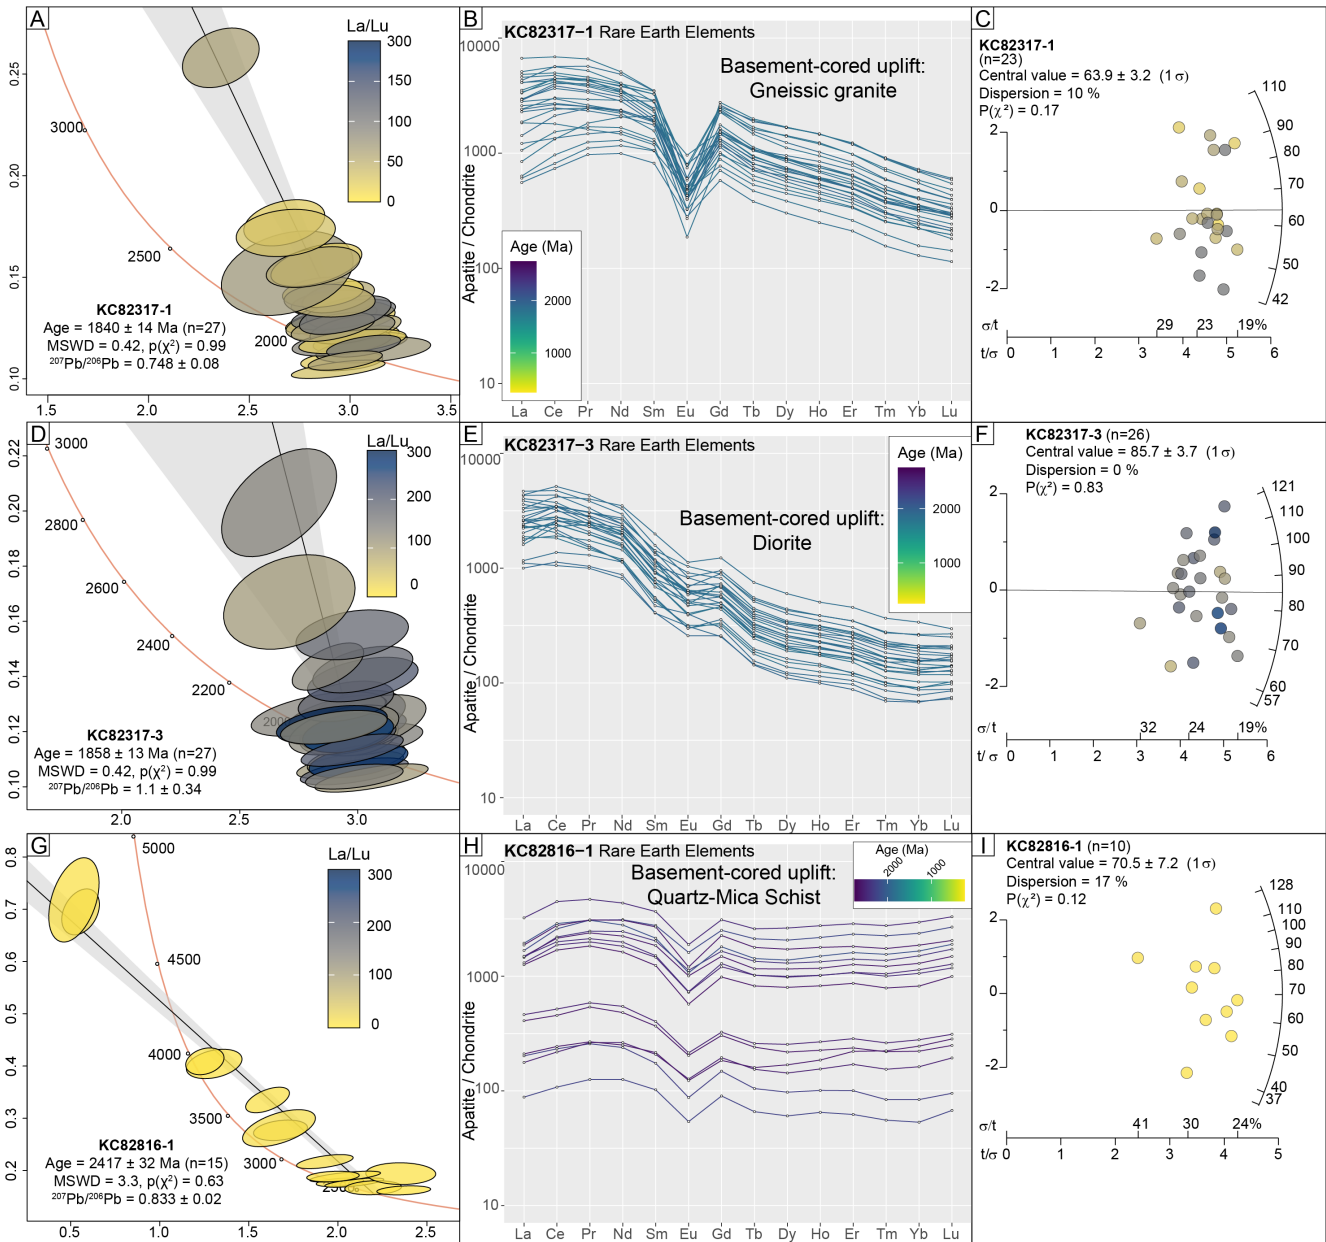 A
La/Lu
300
150
100
50
0
0.25
0.20
0.15
0.10
3000
2500
2000
KC82317-1
Age = 1840 ± 14 Ma (n=27)
MSWD = 0.42, p(χ²) = 0.99
²⁰⁷Pb/²⁰⁶Pb = 0.748 ± 0.08
1.5 2.0 2.5 3.0 3.5
B
KC82317−1 Rare Earth Elements
Basement-cored uplift:
Gneissic granite
Apatite / Chondrite
10000
1000
100
10
Age (Ma)
2000
1000
La Ce Pr Nd Sm Eu Gd Tb Dy Ho Er Tm Yb Lu
C
KC82317-1
(n=23)
Central value = 63.9 ± 3.2 (1σ)
Dispersion = 10 %
P(χ²) = 0.17
2
0
-2
110
90
80
70
60
50
42
σ/t 29 23 19%
t/σ 0 1 2 3 4 5 6
D
La/Lu
300
200
100
0
0.22
0.20
0.18
0.16
0.14
0.12
0.10
3000
2800
2600
2400
2200
2000
KC82317-3
Age = 1858 ± 13 Ma (n=27)
MSWD = 0.42, p(χ²) = 0.99
²⁰⁷Pb/²⁰⁶Pb = 1.1 ± 0.34
2.0 2.5 3.0
E
KC82317−3 Rare Earth Elements
Basement-cored uplift:
Diorite
Apatite / Chondrite
10000
1000
100
10
Age (Ma)
2000
1000
La Ce Pr Nd Sm Eu Gd Tb Dy Ho Er Tm Yb Lu
F
KC82317-3 (n=26)
Central value = 85.7 ± 3.7 (1σ)
Dispersion = 0 %
P(χ²) = 0.83
2
0
-2
121
110
100
90
80
70
60
57
σ/t 32 24 19%
t/σ 0 1 2 3 4 5 6
G
La/Lu
300
200
100
0
0.8
0.7
0.6
0.5
0.4
0.3
0.2
5000
4500
4000
3500
3000
KC82816-1
Age = 2417 ± 32 Ma (n=15)
MSWD = 3.3, p(χ²) = 0.63
²⁰⁷Pb/²⁰⁶Pb = 0.833 ± 0.02
0.5 1.0 1.5 2.0 2.5
H
KC82816−1 Rare Earth Elements
Basement-cored uplift:
Quartz-Mica Schist
Apatite / Chondrite
10000
1000
100
10
Age (Ma)
2000
1000
La Ce Pr Nd Sm Eu Gd Tb Dy Ho Er Tm Yb Lu
I
KC82816-1 (n=10)
Central value = 70.5 ± 7.2 (1σ)
Dispersion = 17 %
P(χ²) = 0.12
2
0
-2
128
110
100
90
80
70
60
50
40
37
σ/t 41 30 24%
t/σ 0 1 2 3 4 5